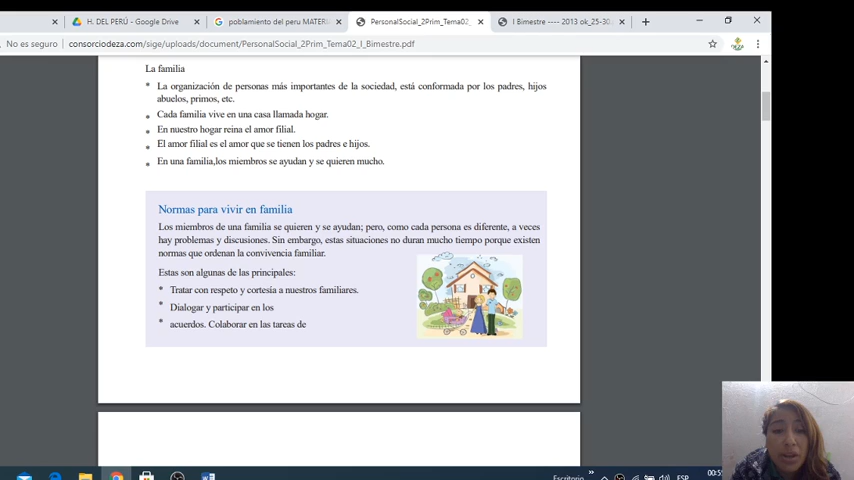 H. DEL PERÚ - Google Drive
poblamiento del peru MATERIA
PersonalSocial_2Prim_Tema02_
I Bimestre ---- 2013 ok_25-30.
No es seguro
consorciodeza.com/sige/uploads/document/PersonalSocial_2Prim_Tema02_I_Bimestre.pdf
La familia
* La organización de personas más importantes de la sociedad, está conformada por los padres, hijos
abuelos, primos, etc.
* Cada familia vive en una casa llamada hogar.
* En nuestro hogar reina el amor filial.
* El amor filial es el amor que se tienen los padres e hijos.
* En una familia,los miembros se ayudan y se quieren mucho.
Normas para vivir en familia
Los miembros de una familia se quieren y se ayudan; pero, como cada persona es diferente, a veces
hay problemas y discusiones. Sin embargo, estas situaciones no duran mucho tiempo porque existen
normas que ordenan la convivencia familiar.
Estas son algunas de las principales:
* Tratar con respeto y cortesía a nuestros familiares.
* Dialogar y participar en los
* acuerdos. Colaborar en las tareas de
Escritorio
ESP